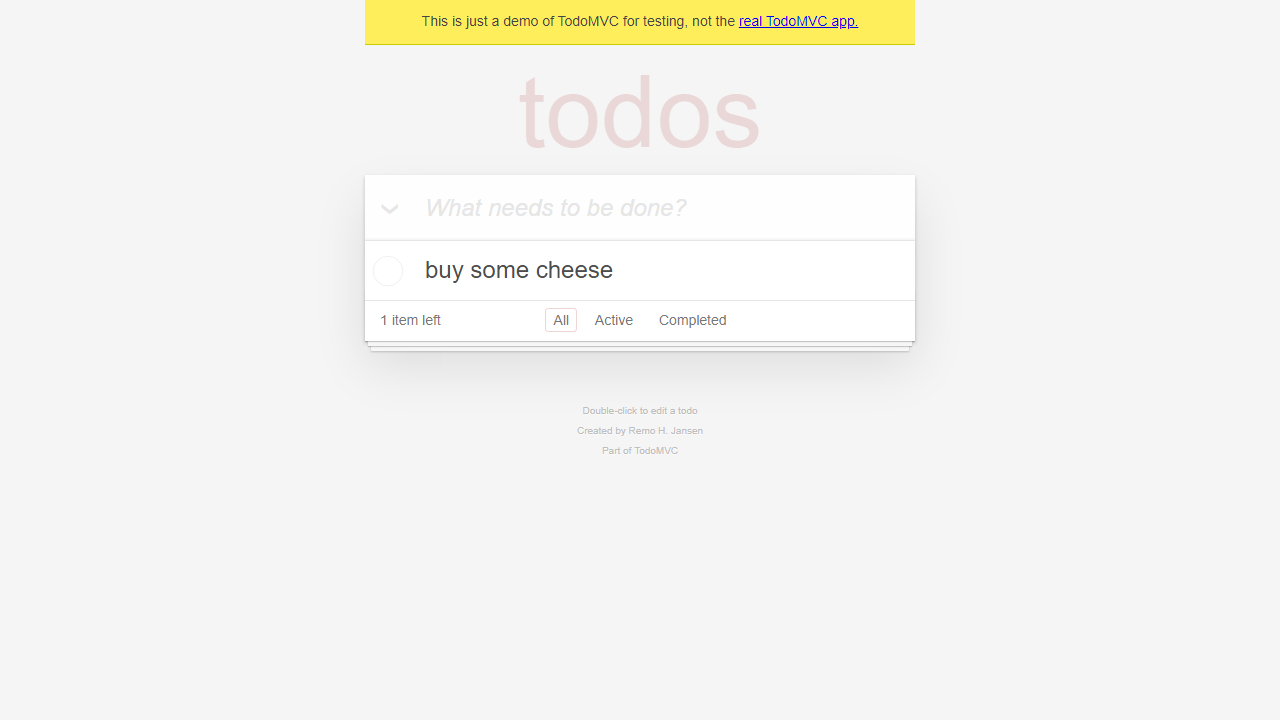 This is just a demo of TodoMVC for testing, not the real TodoMVC app.
todos
What needs to be done?
buy some cheese
1 item left All Active Completed
Double-click to edit a todo
Created by Remo H. Jansen
Part of TodoMVC